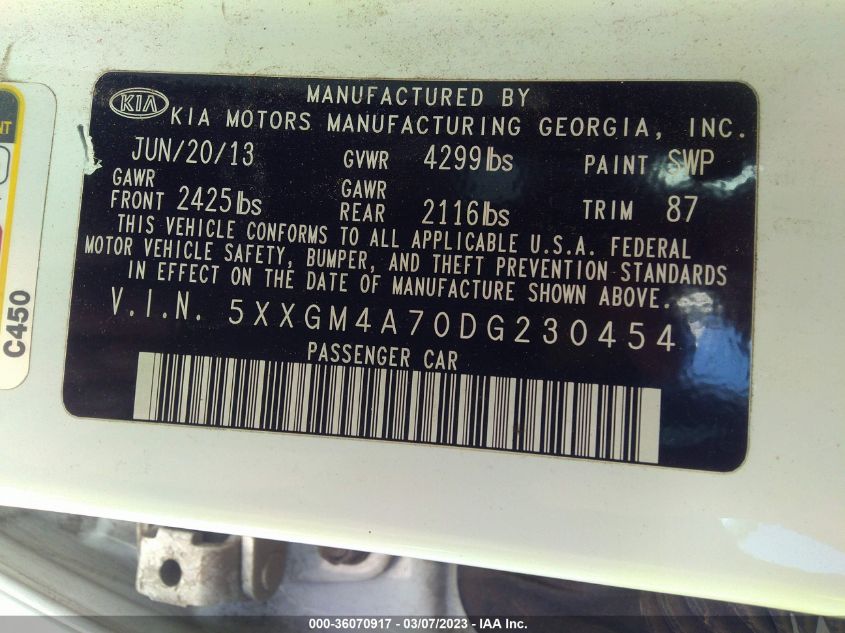 KIA
MANUFACTURED BY
KIA MOTORS MANUFACTURING GEORGIA, INC.
JUN/20/13 GVWR 4299lbs PAINT SWP
GAWR FRONT 2425lbs GAWR REAR 2116lbs TRIM 87
THIS VEHICLE CONFORMS TO ALL APPLICABLE U.S.A. FEDERAL
MOTOR VEHICLE SAFETY, BUMPER, AND THEFT PREVENTION STANDARDS
IN EFFECT ON THE DATE OF MANUFACTURE SHOWN ABOVE.
V.I.N. 5XXGM4A70DG230454
PASSENGER CAR
C450
000-36070917 - 03/07/2023 - IAA Inc.